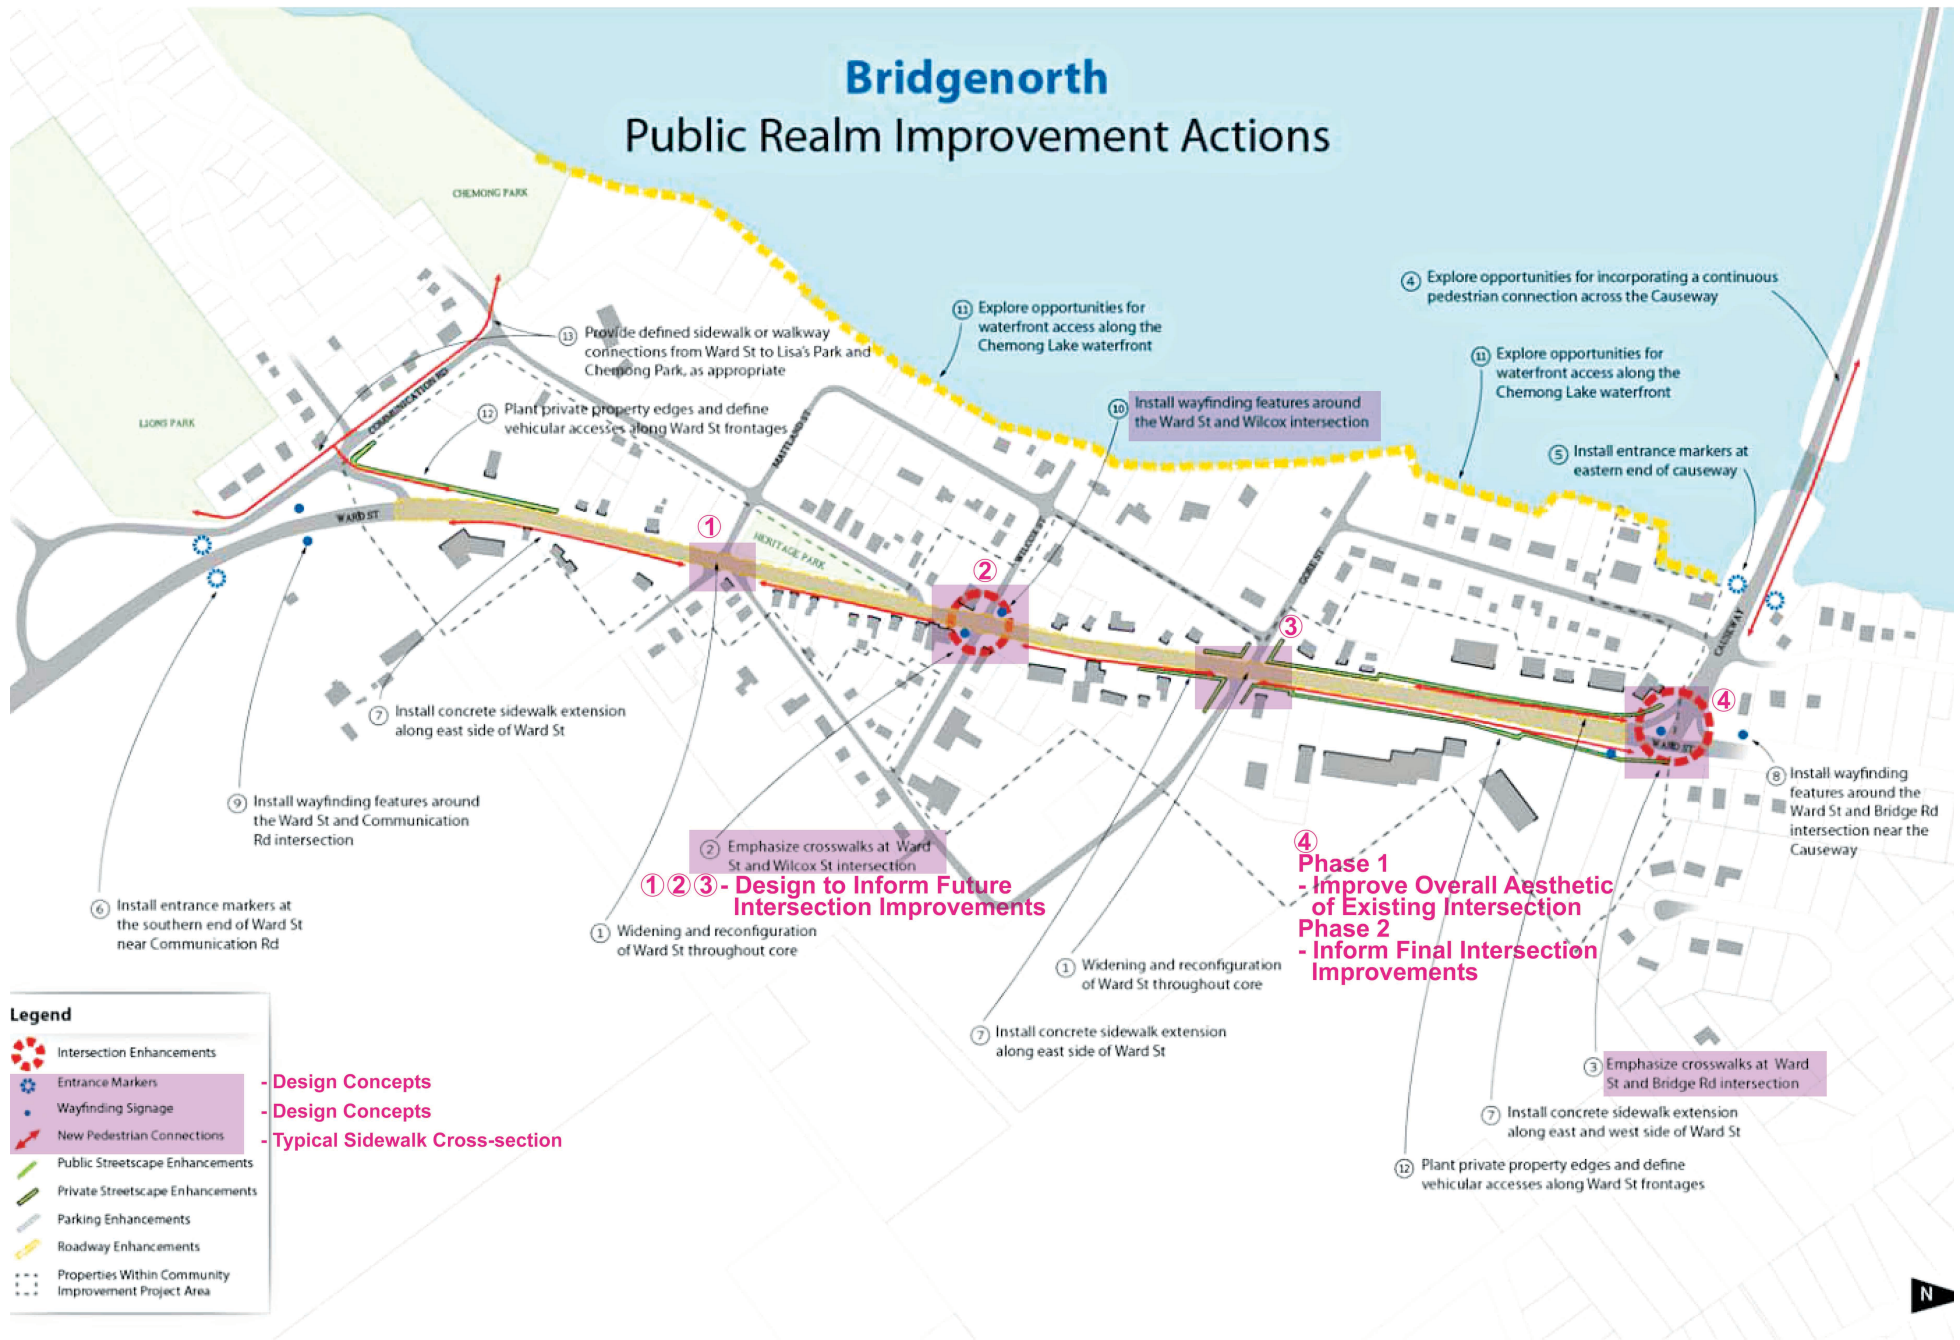 Bridgenorth
Public Realm Improvement Actions
CHEMONG PARK
LIONS PARK
④ Explore opportunities for incorporating a continuous
pedestrian connection across the Causeway
⑪ Explore opportunities for
waterfront access along the
Chemong Lake waterfront
⑬ Provide defined sidewalk or walkway
connections from Ward St to Lisa's Park and
Chemong Park, as appropriate
⑪ Explore opportunities for
waterfront access along the
Chemong Lake waterfront
COMMUNICATION RD
⑫ Plant private property edges and define
vehicular accesses along Ward St frontages
MAITLAND ST
⑩ Install wayfinding features around
the Ward St and Wilcox intersection
⑤ Install entrance markers at
eastern end of causeway
WARD ST
①
HERITAGE PARK
WILCOX ST
②
GORE ST
③
CAUSEWAY
④
WARD ST
⑦ Install concrete sidewalk extension
along east side of Ward St
⑧ Install wayfinding
features around the
Ward St and Bridge Rd
intersection near the
Causeway
⑨ Install wayfinding features around
the Ward St and Communication
Rd intersection
② Emphasize crosswalks at Ward
St and Wilcox St intersection
①②③- Design to Inform Future
Intersection Improvements
④
Phase 1
- Improve Overall Aesthetic
of Existing Intersection
Phase 2
- Inform Final Intersection
Improvements
⑥ Install entrance markers at
the southern end of Ward St
near Communication Rd
① Widening and reconfiguration
of Ward St throughout core
① Widening and reconfiguration
of Ward St throughout core
⑦ Install concrete sidewalk extension
along east side of Ward St
③ Emphasize crosswalks at Ward
St and Bridge Rd intersection
⑦ Install concrete sidewalk extension
along east and west side of Ward St
⑫ Plant private property edges and define
vehicular accesses along Ward St frontages
Legend
Intersection Enhancements
Entrance Markers - Design Concepts
Wayfinding Signage - Design Concepts
New Pedestrian Connections - Typical Sidewalk Cross-section
Public Streetscape Enhancements
Private Streetscape Enhancements
Parking Enhancements
Roadway Enhancements
Properties Within Community
Improvement Project Area
N